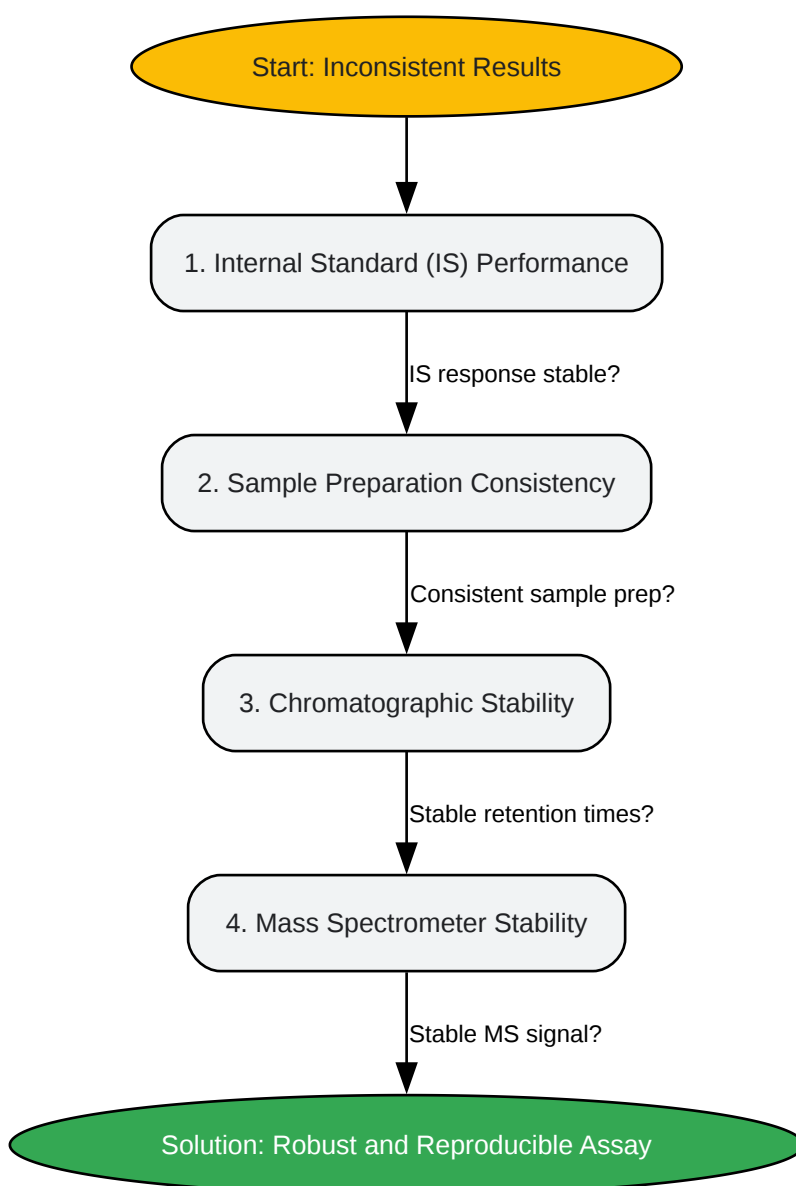 Start: Inconsistent Results
1. Internal Standard (IS) Performance
IS response stable?
2. Sample Preparation Consistency
Consistent sample prep?
3. Chromatographic Stability
Stable retention times?
4. Mass Spectrometer Stability
Stable MS signal?
Solution: Robust and Reproducible Assay